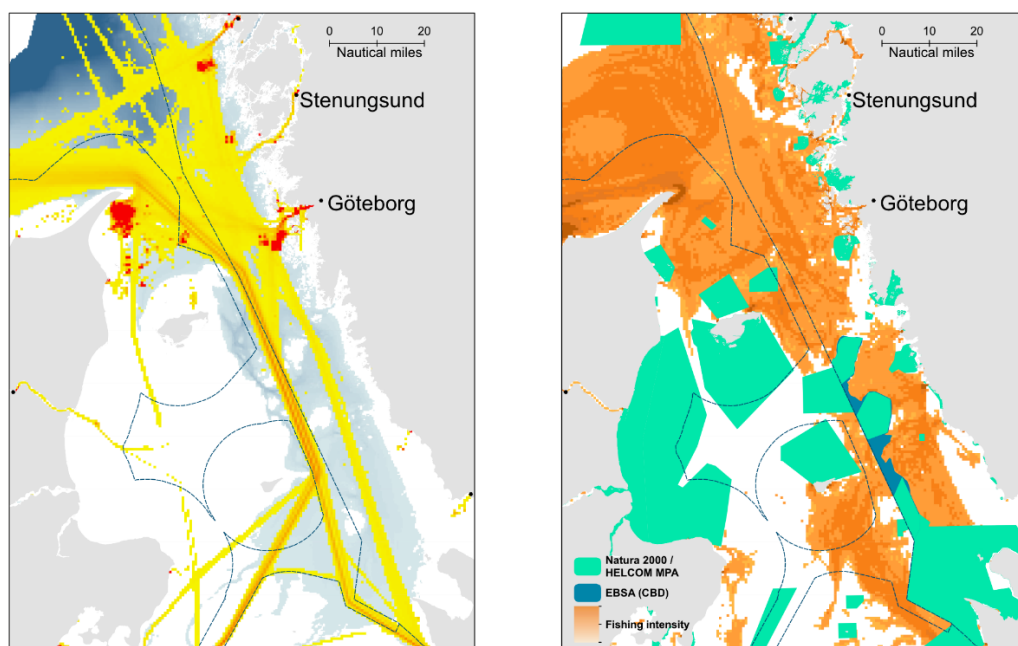 0 10 20
Nautical miles
Stenungsund
Göteborg
0 10 20
Nautical miles
Stenungsund
Göteborg
Natura 2000 /
HELCOM MPA
EBSA (CBD)
Fishing intensity